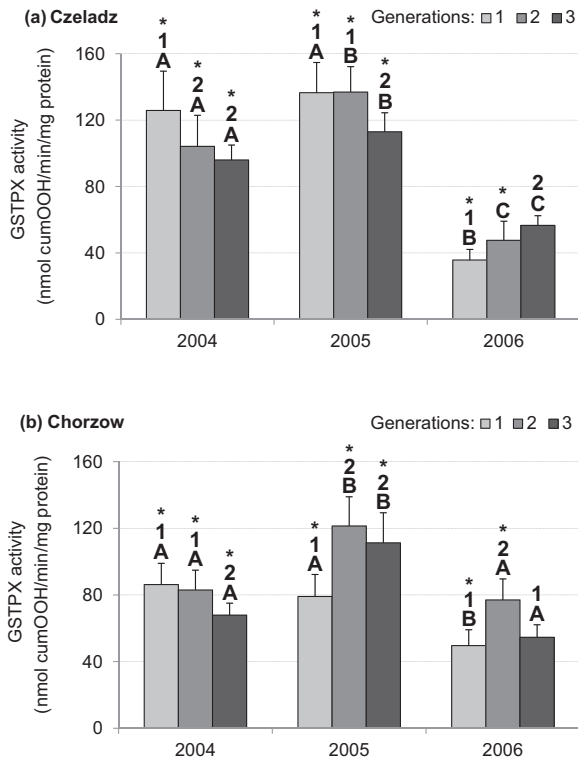 (a) Czeladz Generations: 1 2 3
GSTPX activity
(nmol cumOOH/min/mg protein)
160
120
80
40
0
* 1 A
* 2 A
* 2 A
* 1 A
* 1 B
* 2 B
* 1 B
* C
2 C
2004 2005 2006
(b) Chorzow Generations: 1 2 3
GSTPX activity
(nmol cumOOH/min/mg protein)
160
120
80
40
0
* 1 A
* 1 A
* 2 A
* 1 A
* 2 B
* 2 B
* 1 B
* 2 A
1 A
2004 2005 2006